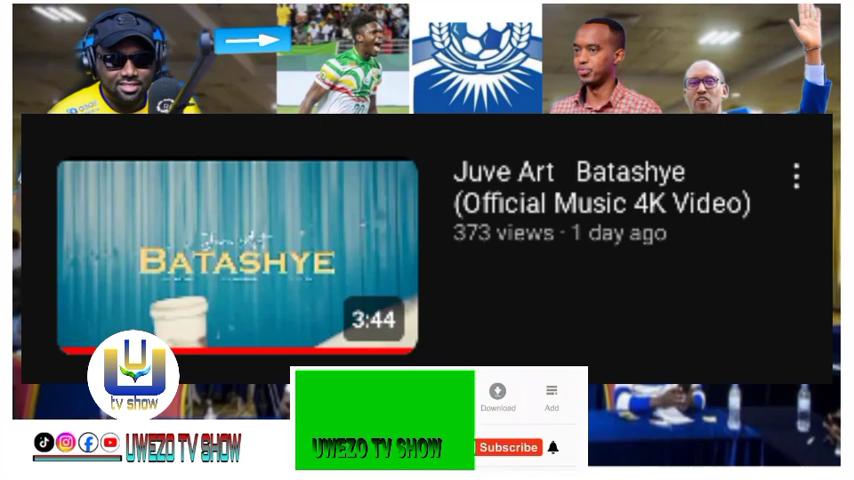 Juve Art Batashye
(Official Music 4K Video)
373 views · 1 day ago
BATASHYE
3:44
U
tv show
UWEZO TV SHOW
UWEZO TV SHOW
Download
Add
Subscribe